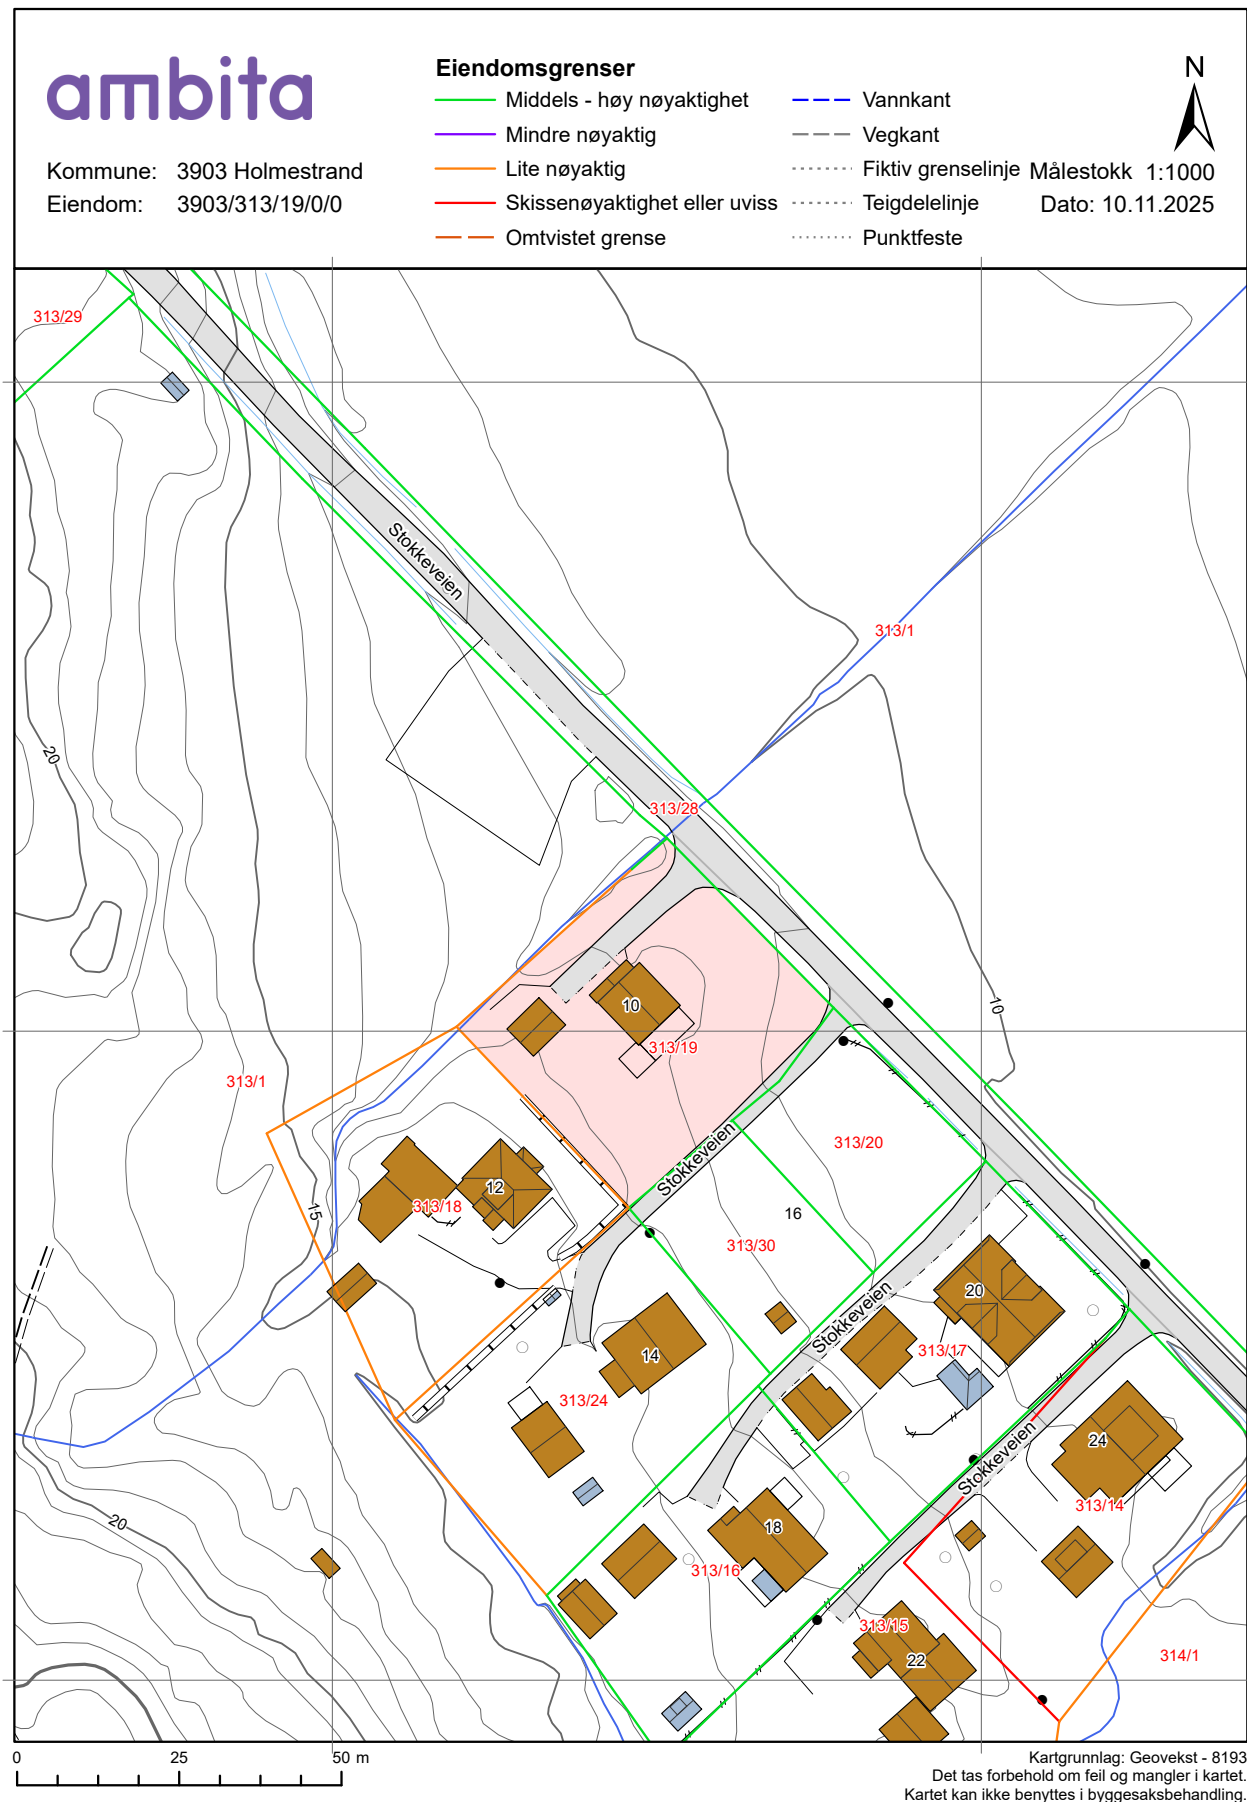 ambita
Kommune: 3903 Holmestrand
Eiendom: 3903/313/19/0/0
Eiendomsgrenser
Middels - høy nøyaktighet
Mindre nøyaktig
Lite nøyaktig
Skissenøyaktighet eller uviss
Omtvistet grense
Vannkant
Vegkant
Fiktiv grenselinje
Teigdelelinje
Punktfeste
N
Målestokk 1:1000
Dato: 10.11.2025
313/29
Stokkeveien
313/1
20
313/28
10
10
313/19
313/1
Stokkeveien
313/20
12
313/18
15
16
313/30
20
Stokkeveien
313/17
14
313/24
24
Stokkeveien
313/14
20
18
313/16
313/15
22
314/1
0 25 50 m
Kartgrunnlag: Geovekst - 8193
Det tas forbehold om feil og mangler i kartet.
Kartet kan ikke benyttes i byggesaksbehandling.